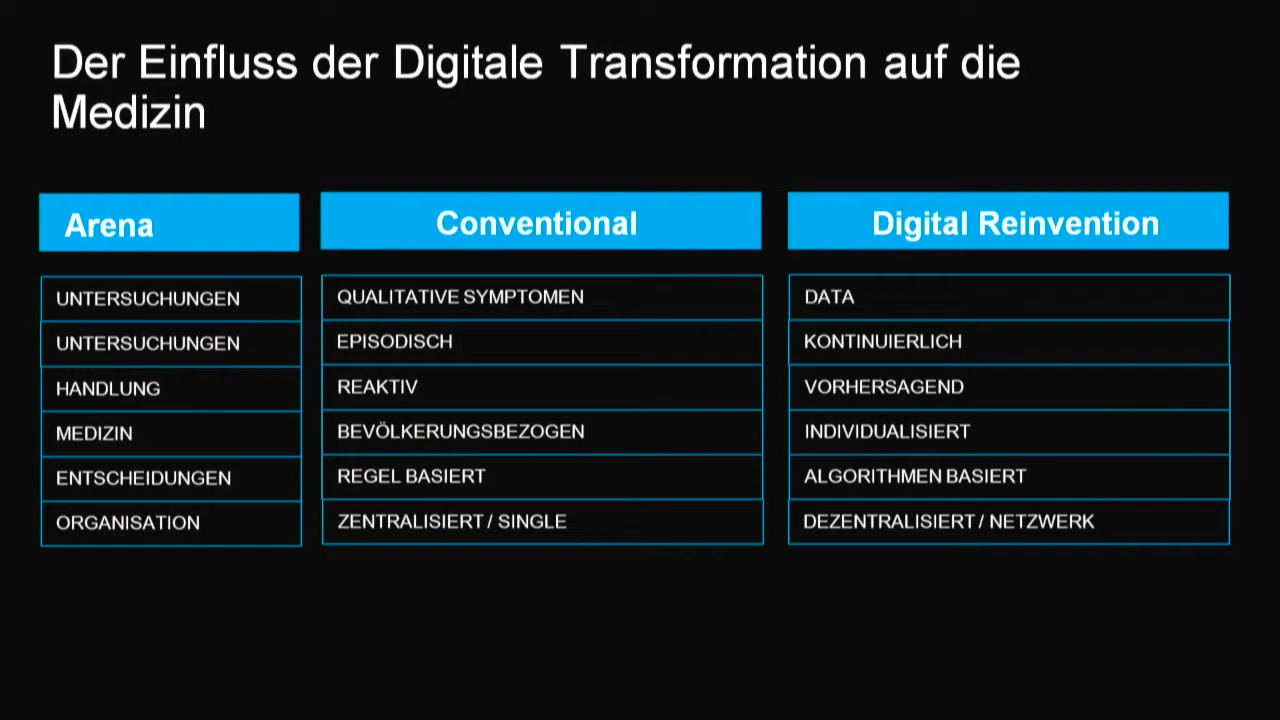 Der Einfluss der Digitale Transformation auf die
Medizin
Arena
Conventional
Digital Reinvention
UNTERSUCHUNGEN
QUALITATIVE SYMPTOMEN
DATA
UNTERSUCHUNGEN
EPISODISCH
KONTINUIERLICH
HANDLUNG
REAKTIV
VORHERSAGEND
MEDIZIN
BEVÖLKERUNGSBEZOGEN
INDIVIDUALISIERT
ENTSCHEIDUNGEN
REGEL BASIERT
ALGORITHMEN BASIERT
ORGANISATION
ZENTRALISIERT / SINGLE
DEZENTRALISIERT / NETZWERK